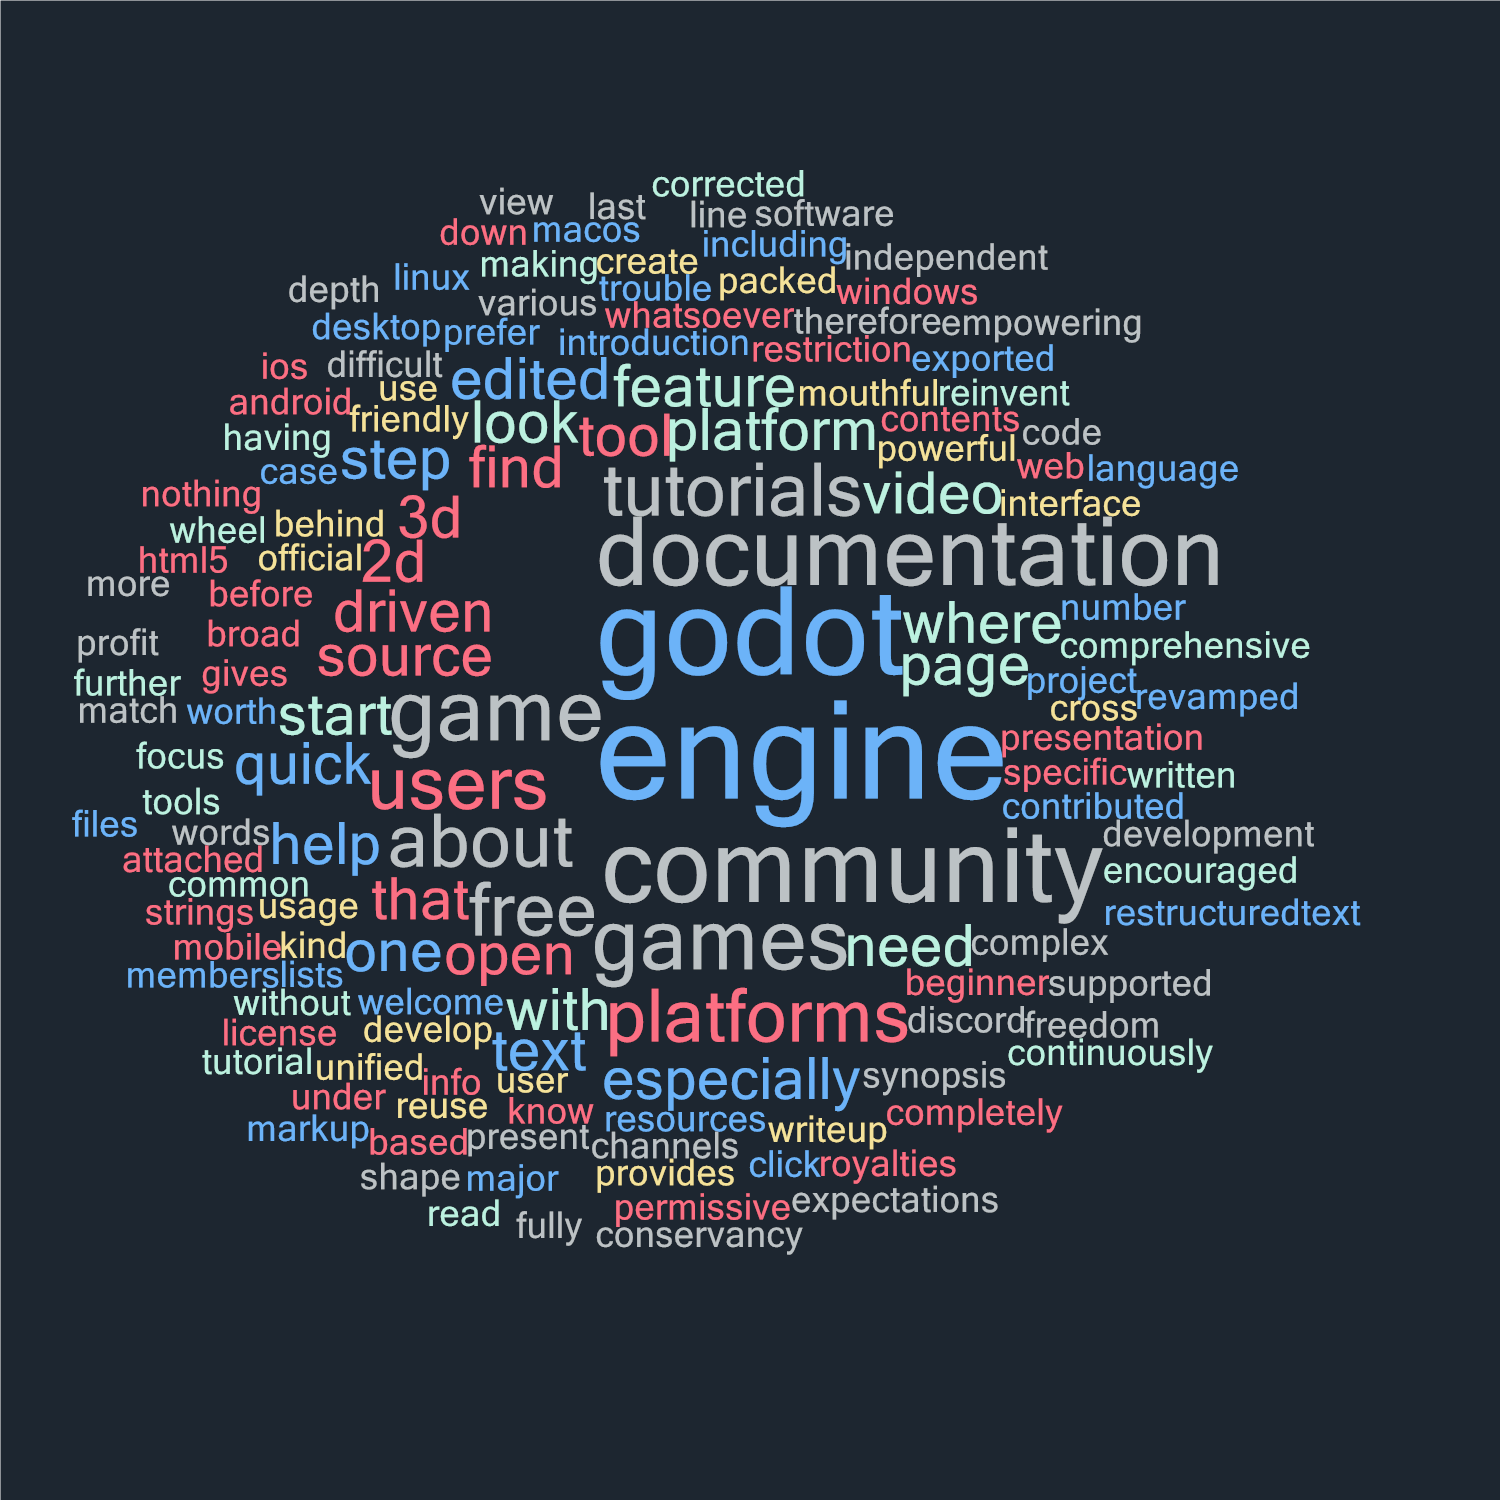 corrected
view last line software
down macos including independent
making create
depth linux various trouble packed windows
desktop prefer whatsoever therefore empowering
introduction restriction exported
ios difficult
android use edited feature mouthful reinvent
friendly look tool platform contents code
having powerful
case step find web language
nothing tutorials video interface
wheel behind 3d
html5 official 2d documentation
more before
driven godot where number
profit broad source comprehensive
further gives page project revamped
match worth start game cross
focus quick engine presentation
users specific written
tools contributed
files words help about development
attached community encouraged
common that free restructuredtext
strings usage
mobile kind one open games need complex
members lists beginner supported
without welcome with platforms discord freedom
license develop text continuously
tutorial unified info user especially synopsis
under reuse know resources completely
markup based present channels writeup
shape major provides click royalties
read fully permissive expectations
conservancy